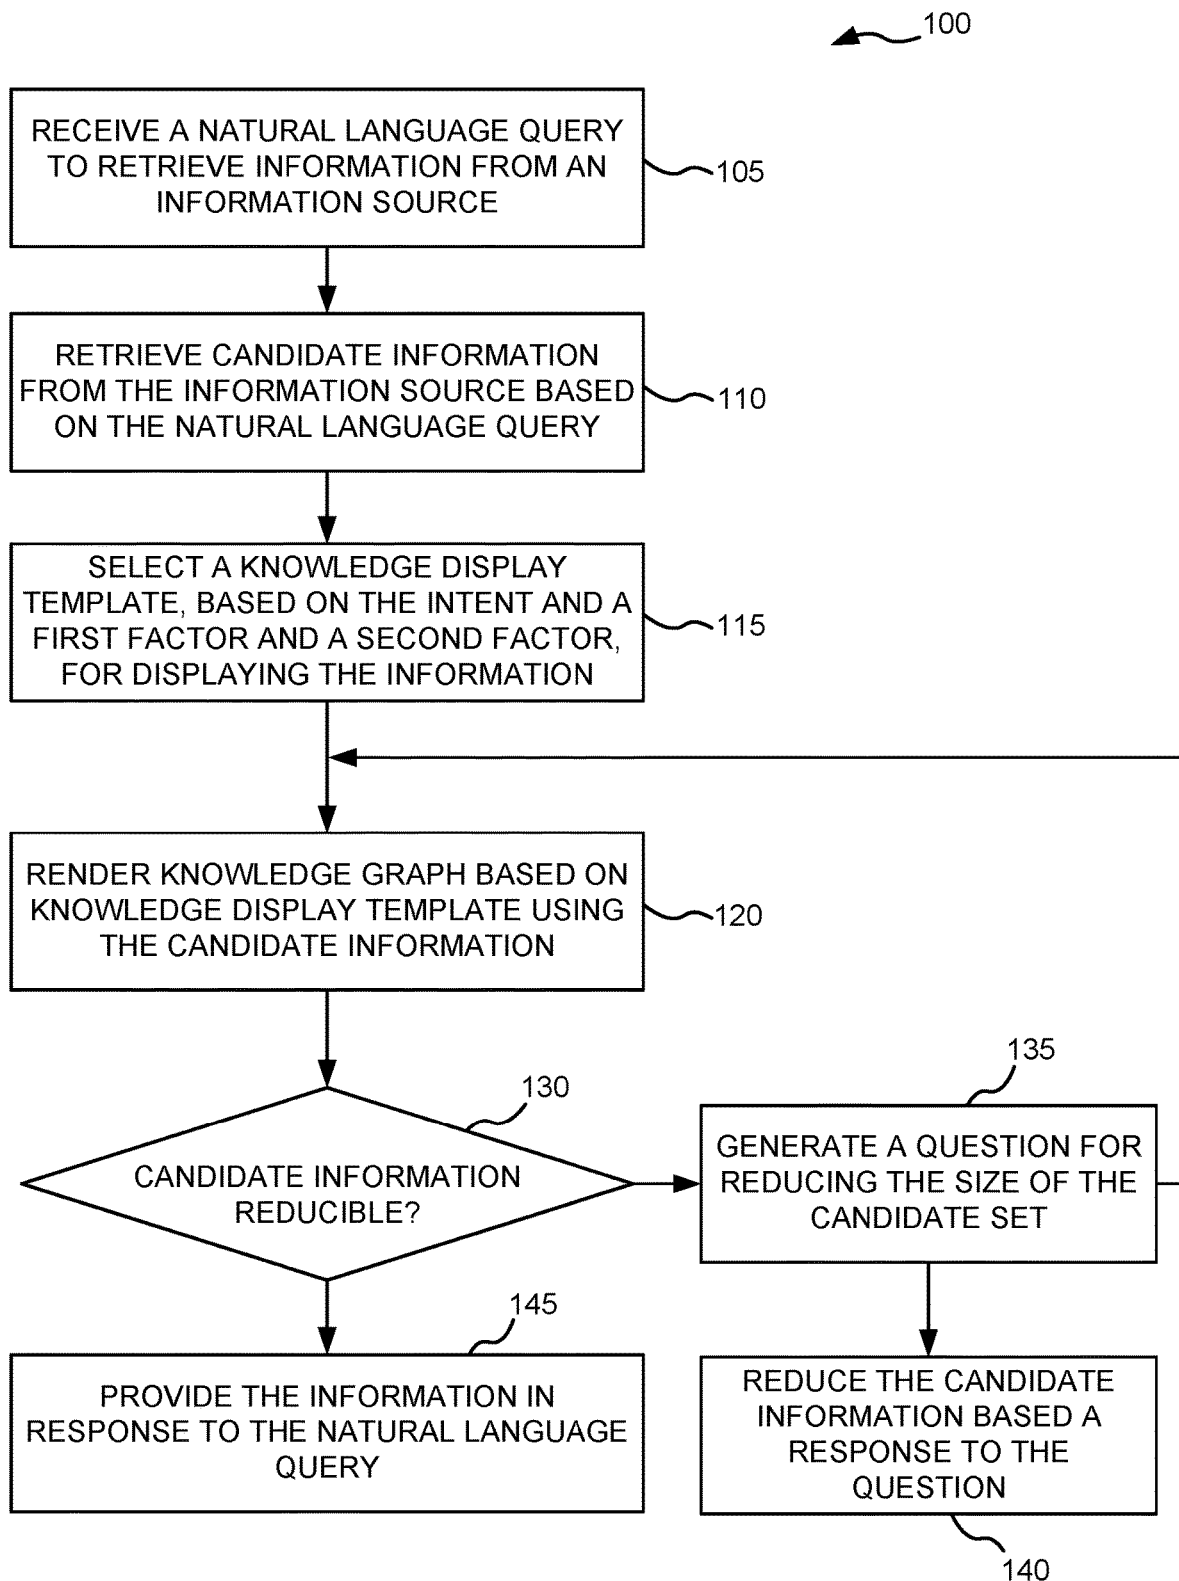 100
RECEIVE A NATURAL LANGUAGE QUERY
TO RETRIEVE INFORMATION FROM AN
INFORMATION SOURCE
105
RETRIEVE CANDIDATE INFORMATION
FROM THE INFORMATION SOURCE BASED
ON THE NATURAL LANGUAGE QUERY
110
SELECT A KNOWLEDGE DISPLAY
TEMPLATE, BASED ON THE INTENT AND A
FIRST FACTOR AND A SECOND FACTOR,
FOR DISPLAYING THE INFORMATION
115
RENDER KNOWLEDGE GRAPH BASED ON
KNOWLEDGE DISPLAY TEMPLATE USING
THE CANDIDATE INFORMATION
120
130
CANDIDATE INFORMATION
REDUCIBLE?
135
GENERATE A QUESTION FOR
REDUCING THE SIZE OF THE
CANDIDATE SET
145
PROVIDE THE INFORMATION IN
RESPONSE TO THE NATURAL LANGUAGE
QUERY
REDUCE THE CANDIDATE
INFORMATION BASED A
RESPONSE TO THE
QUESTION
140